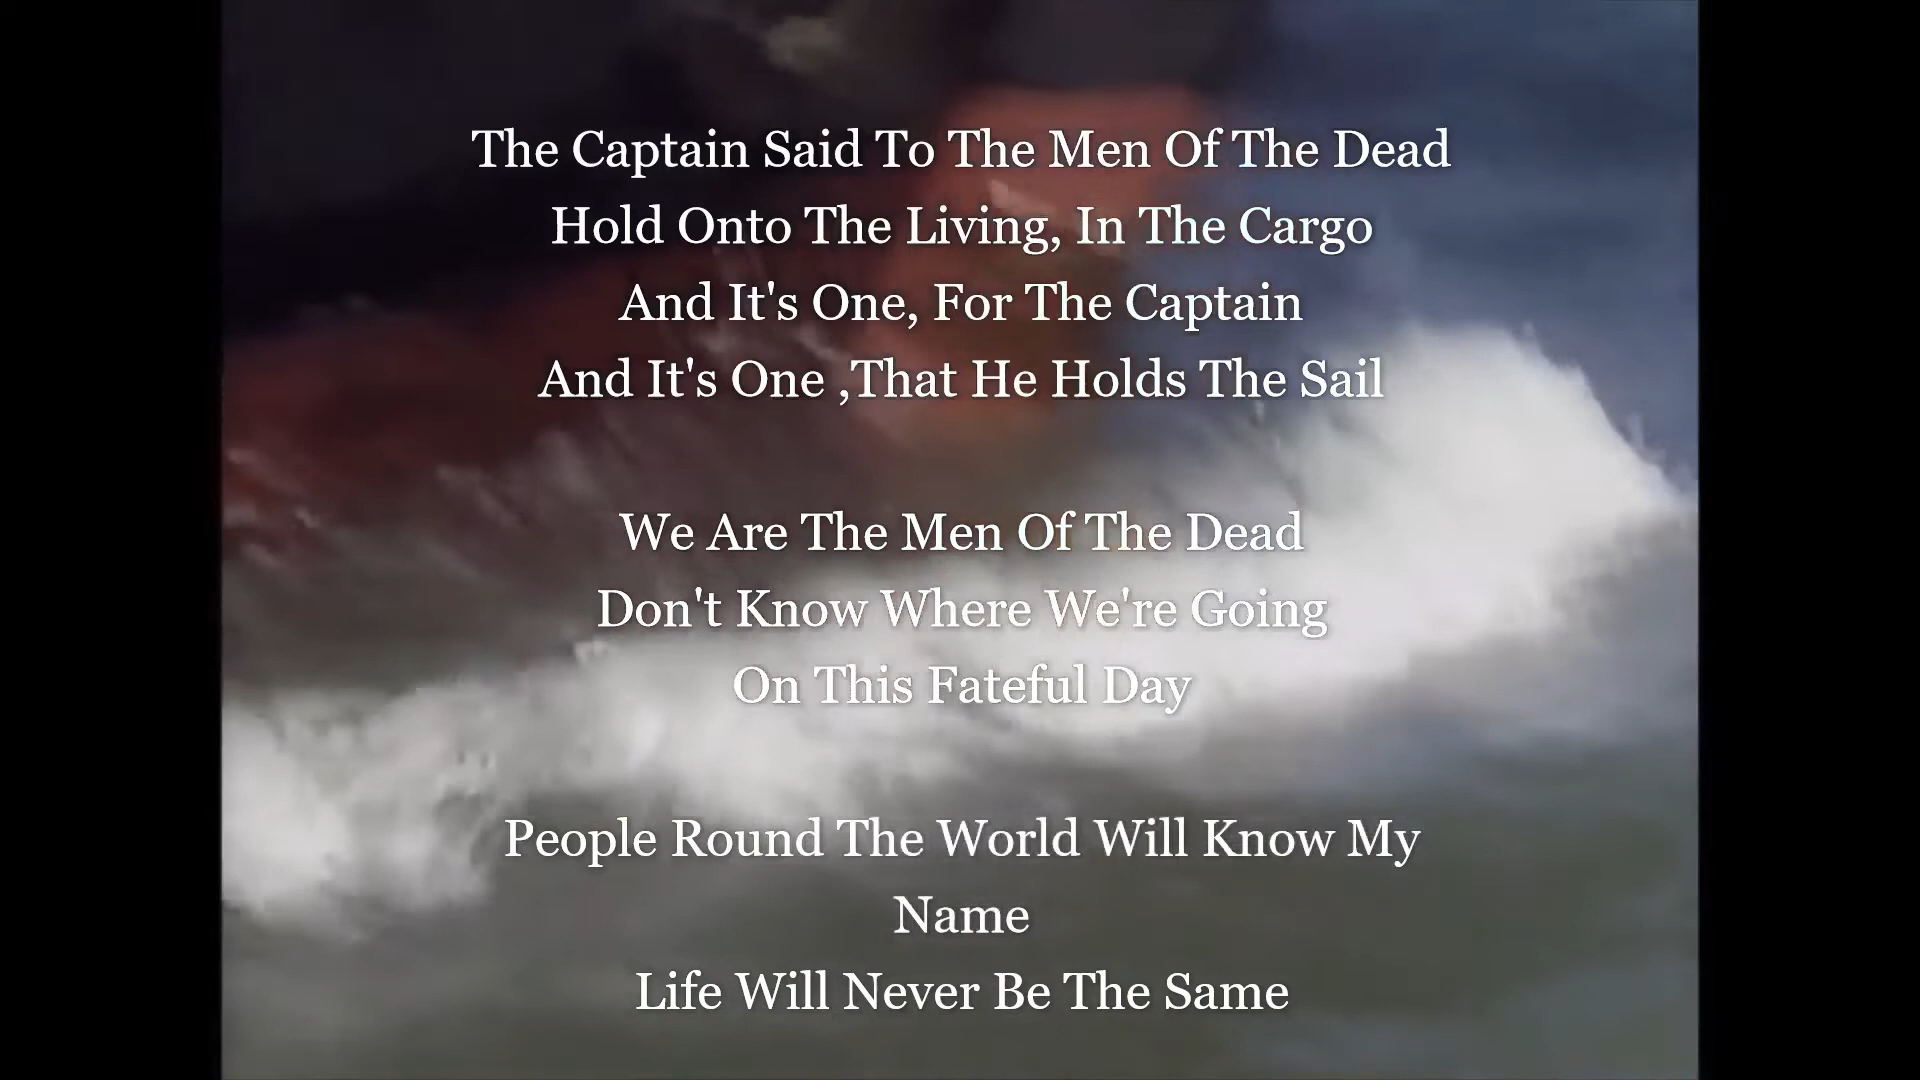 The Captain Said To The Men Of The Dead
Hold Onto The Living, In The Cargo
And It's One, For The Captain
And It's One ,That He Holds The Sail
We Are The Men Of The Dead
Don't Know Where We're Going
On This Fateful Day
People Round The World Will Know My
Name
Life Will Never Be The Same